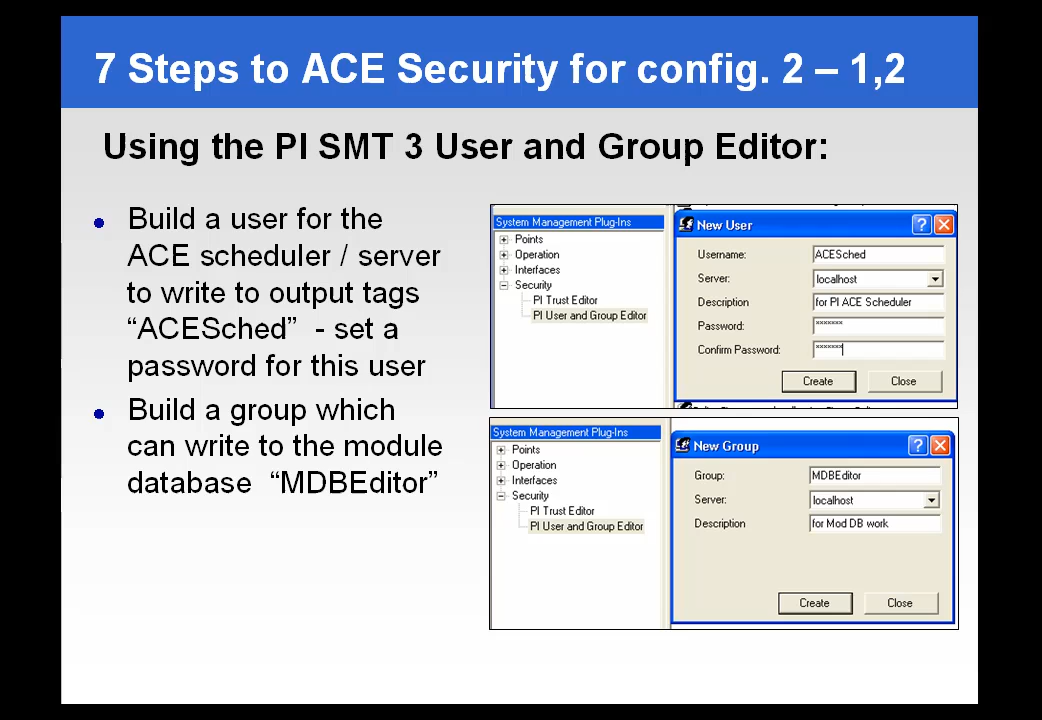 7 Steps to ACE Security for config. 2 – 1,2
Using the PI SMT 3 User and Group Editor:
● Build a user for the
ACE scheduler / server
to write to output tags
“ACESched” - set a
password for this user
● Build a group which
can write to the module
database “MDBEditor”
System Management Plug-Ins
Points
Operation
Interfaces
Security
PI Trust Editor
PI User and Group Editor
New User
Username: ACESched
Server: localhost
Description for PI ACE Scheduler
Password: xxxxxxx
Confirm Password: xxxxxxx
Create Close
System Management Plug-Ins
Points
Operation
Interfaces
Security
PI Trust Editor
PI User and Group Editor
New Group
Group: MDBEditor
Server: localhost
Description for Mod DB work
Create Close